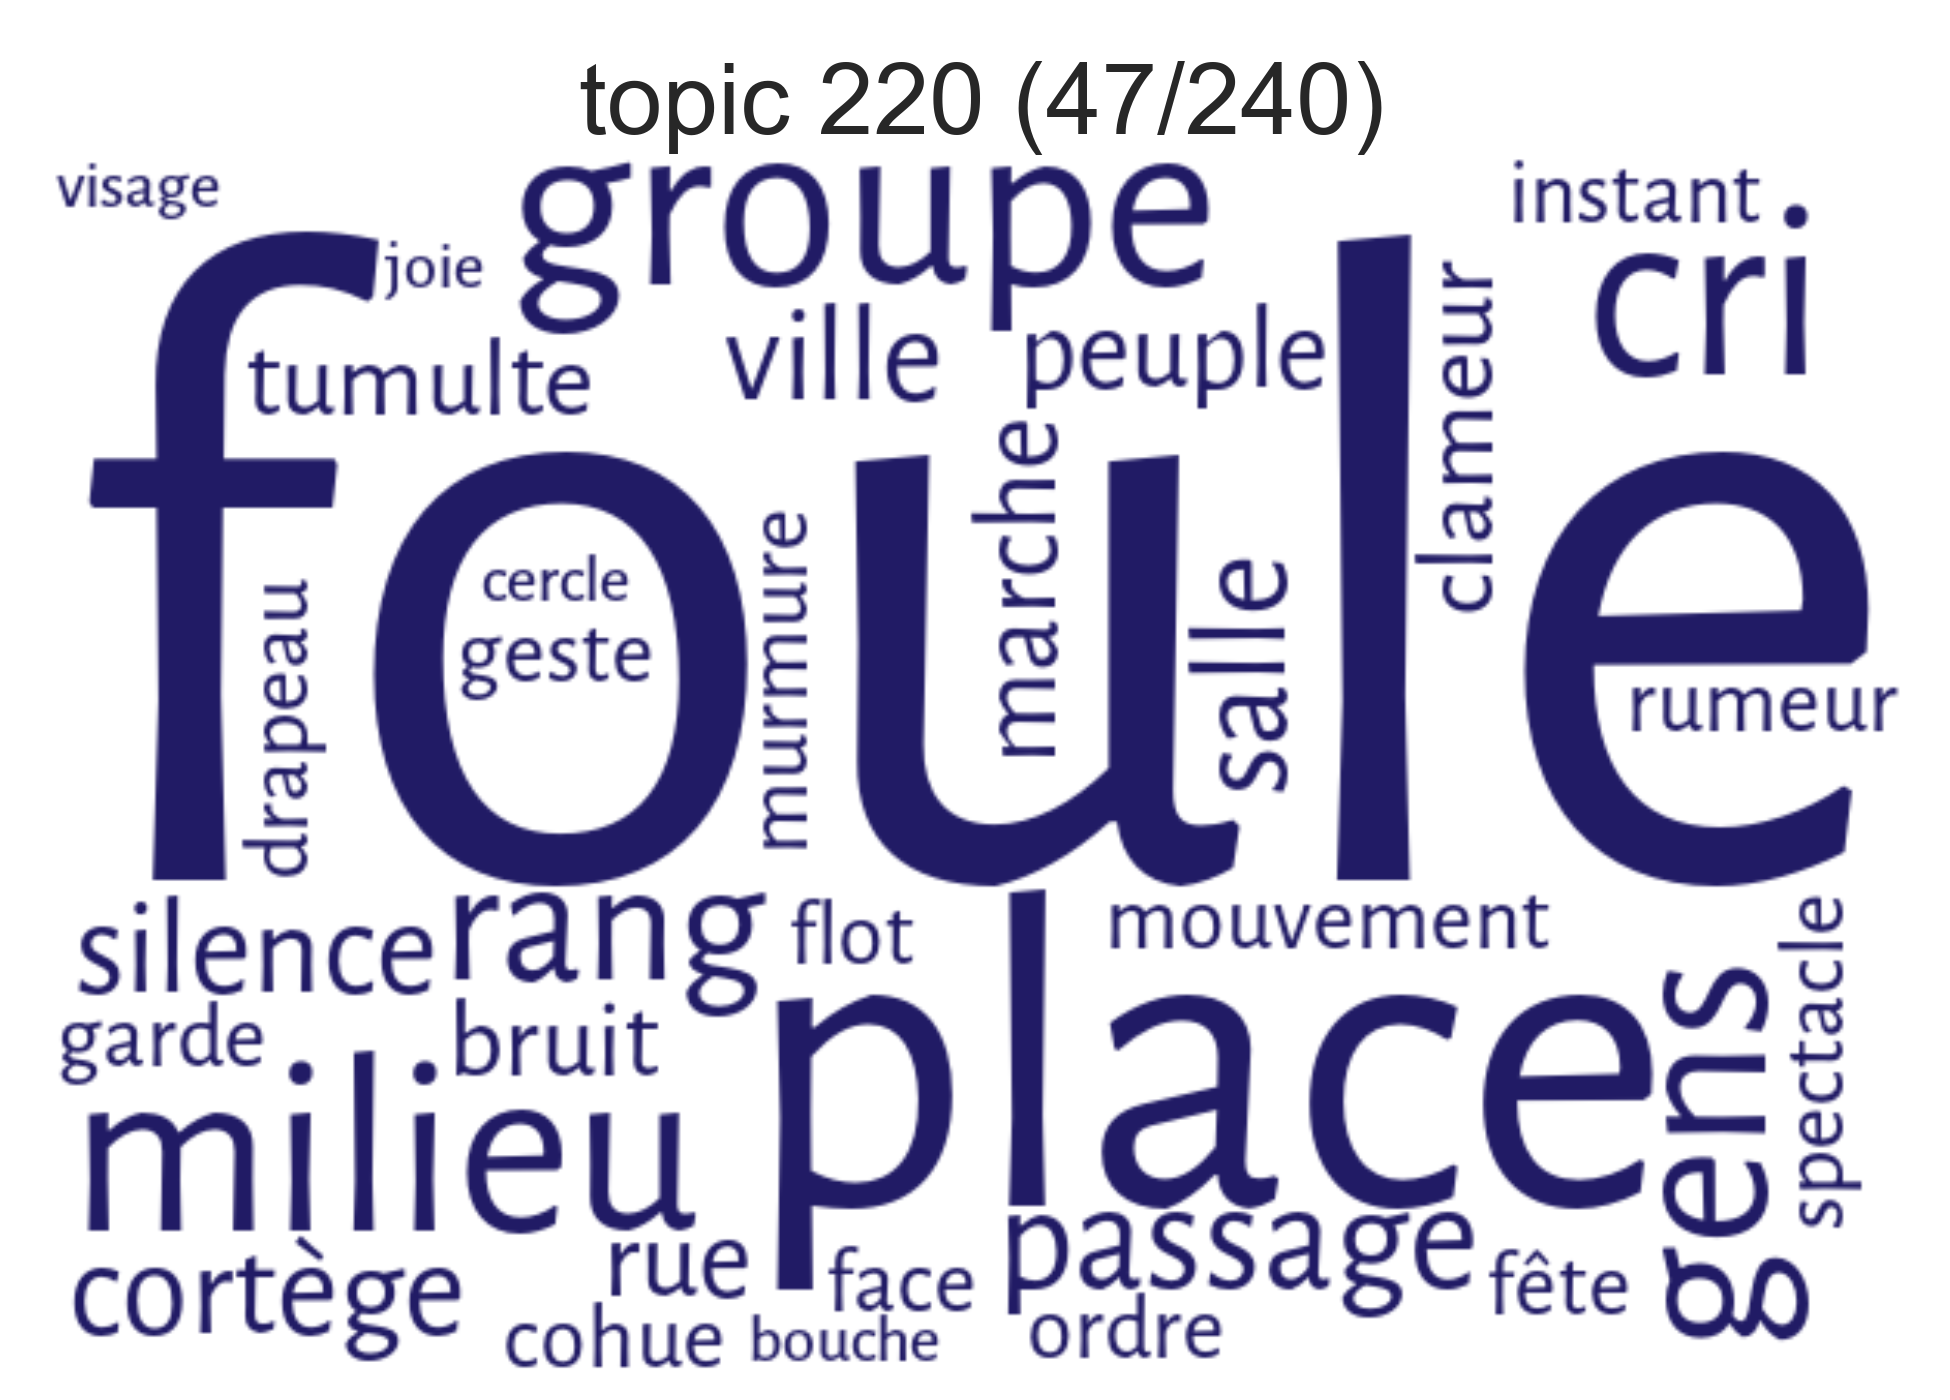 topic 220 (47/240)
visage
groupe
instant
joie
cri
tumulte
ville
peuple
clameur
foule
marche
cercle
geste
murmure
salle
drapeau
rumeur
silence
rang
flot
mouvement
spectacle
garde
bruit
place
gens
milieu
cortège
rue
face
passage
fête
cohue
bouche
ordre